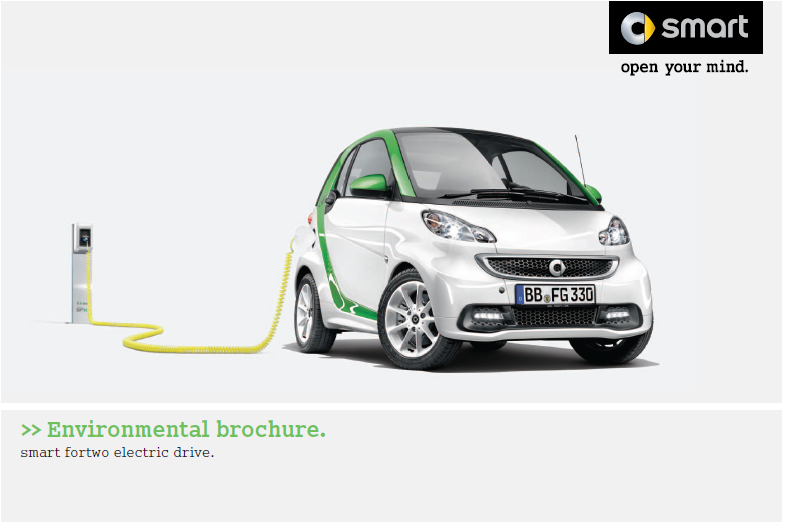 smart
open your mind.
BB FG 330
>> Environmental brochure.
smart fortwo electric drive.